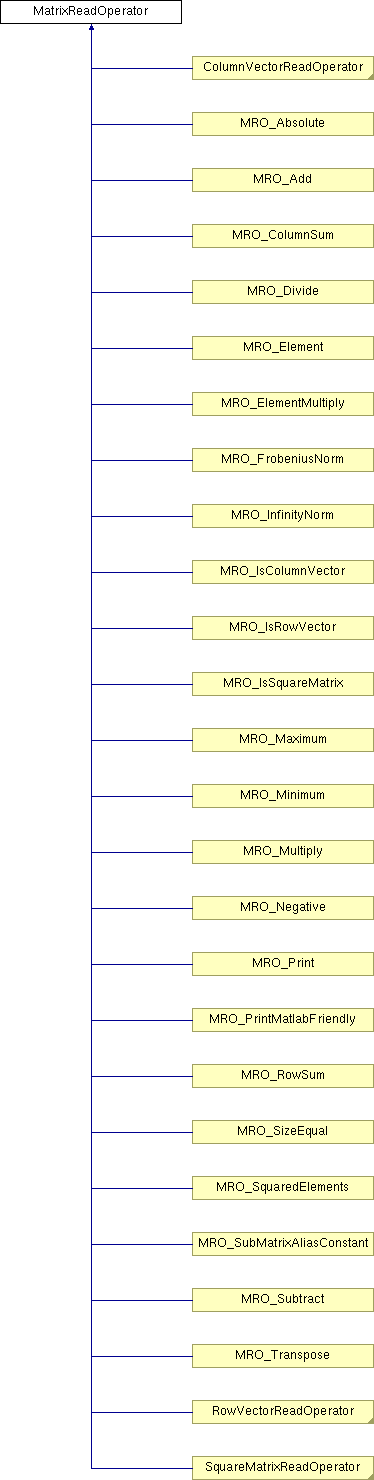 MatrixReadOperator
ColumnVectorReadOperator
MRO_Absolute
MRO_Add
MRO_ColumnSum
MRO_Divide
MRO_Element
MRO_ElementMultiply
MRO_FrobeniusNorm
MRO_InfinityNorm
MRO_IsColumnVector
MRO_IsRowVector
MRO_IsSquareMatrix
MRO_Maximum
MRO_Minimum
MRO_Multiply
MRO_Negative
MRO_Print
MRO_PrintMatlabFriendly
MRO_RowSum
MRO_SizeEqual
MRO_SquaredElements
MRO_SubMatrixAliasConstant
MRO_Subtract
MRO_Transpose
RowVectorReadOperator
SquareMatrixReadOperator